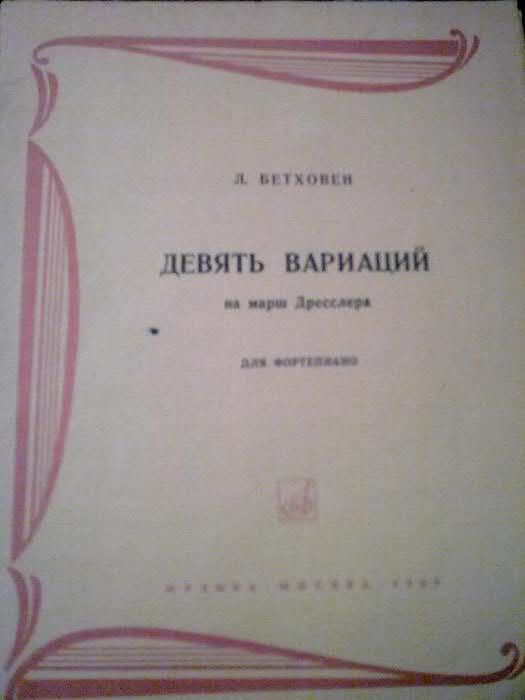 Л. БЕТХОВЕН
ДЕВЯТЬ ВАРИАЦИЙ
на марш Дресслера
ДЛЯ ФОРТЕПИАНО
МУЗЫКА МОСКВА